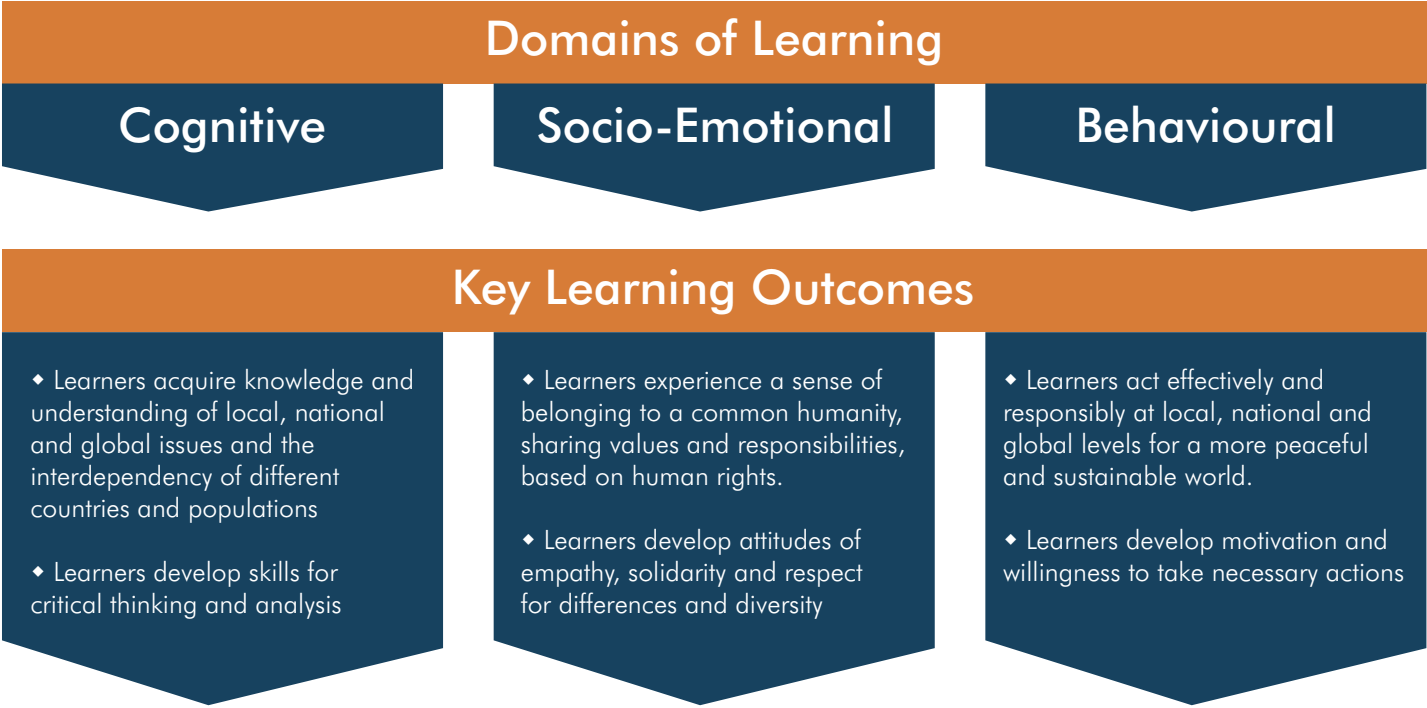 Domains of Learning
Cognitive
Socio-Emotional
Behavioural
Key Learning Outcomes
◆ Learners acquire knowledge and
understanding of local, national
and global issues and the
interdependency of different
countries and populations
◆ Learners develop skills for
critical thinking and analysis
◆ Learners experience a sense of
belonging to a common humanity,
sharing values and responsibilities,
based on human rights.
◆ Learners develop attitudes of
empathy, solidarity and respect
for differences and diversity
◆ Learners act effectively and
responsibly at local, national and
global levels for a more peaceful
and sustainable world.
◆ Learners develop motivation and
willingness to take necessary actions